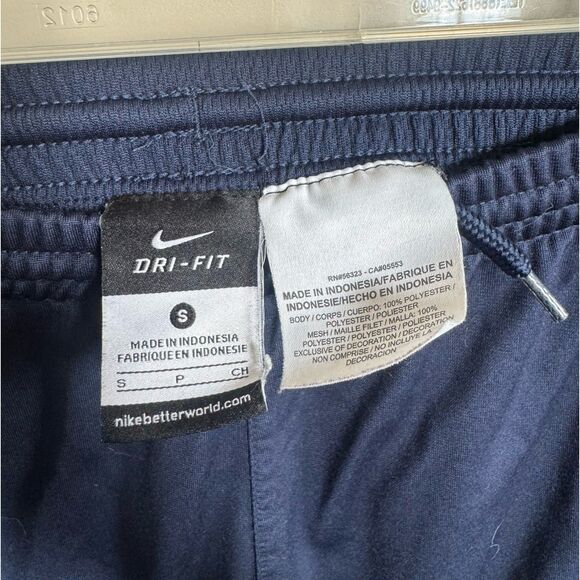 6012
DRI-FIT
S
MADE IN INDONESIA
FABRIQUE EN INDONESIE
S P CH
nikebetterworld.com
RN#56323 - CA#05553
MADE IN INDONESIA/FABRIQUE EN
INDONESIE/HECHO EN INDONESIA
BODY / CORPS / CUERPO: 100% POLYESTER /
POLYESTER / POLIESTER
MESH / MAILLE FILET / MALLA: 100%
POLYESTER / POLYESTER / POLIESTER
EXCLUSIVE OF DECORATION / DECORATION
NON COMPRISE / NO INCLUYE LA
DECORACION